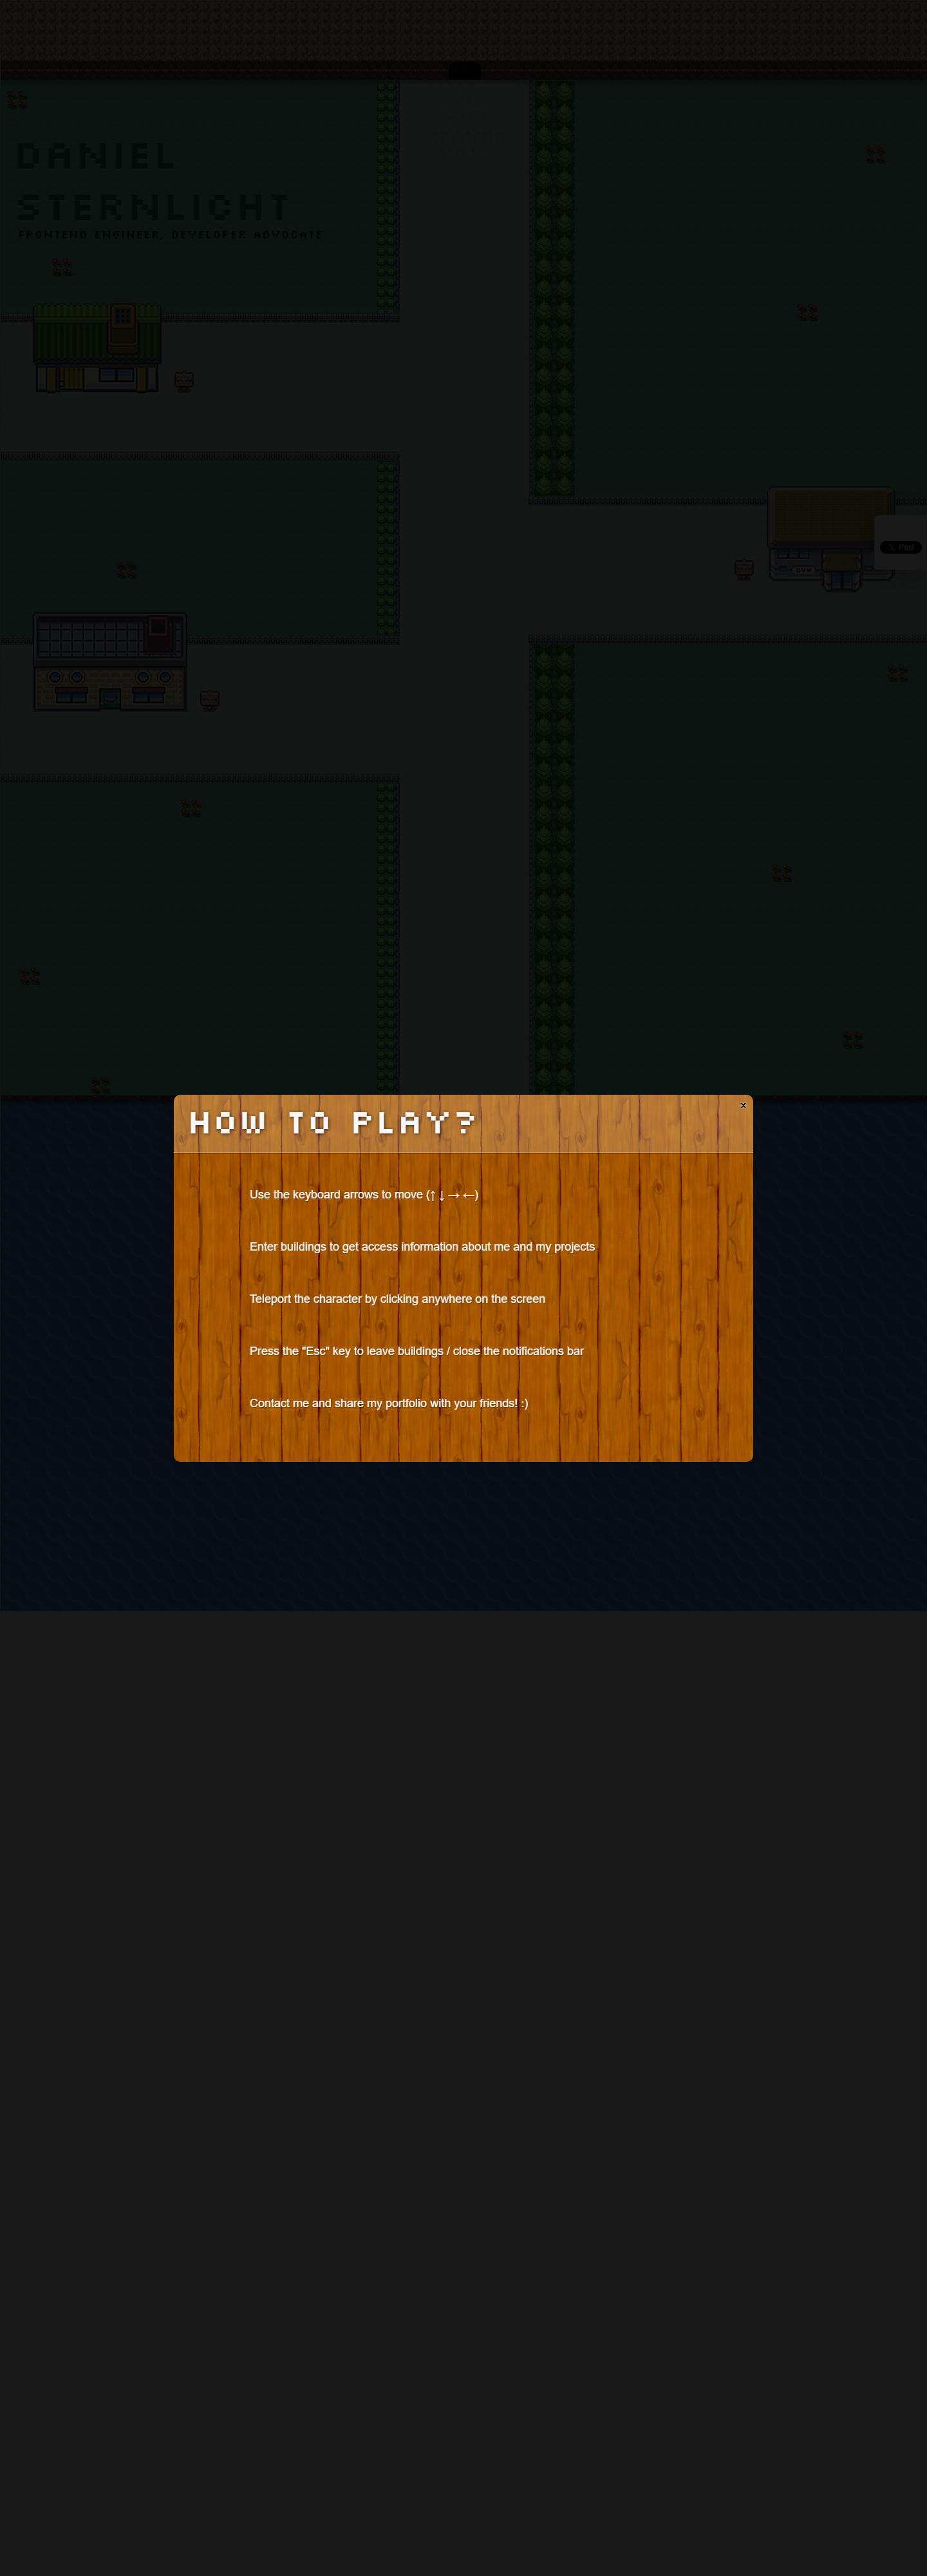 DANIEL
STERNLICHT
FRONTEND ENGINEER, DEVELOPER ADVOCATE
Post
HOW TO PLAY?
×
Use the keyboard arrows to move (↑ ↓ → ←)
Enter buildings to get access information about me and my projects
Teleport the character by clicking anywhere on the screen
Press the "Esc" key to leave buildings / close the notifications bar
Contact me and share my portfolio with your friends! :)